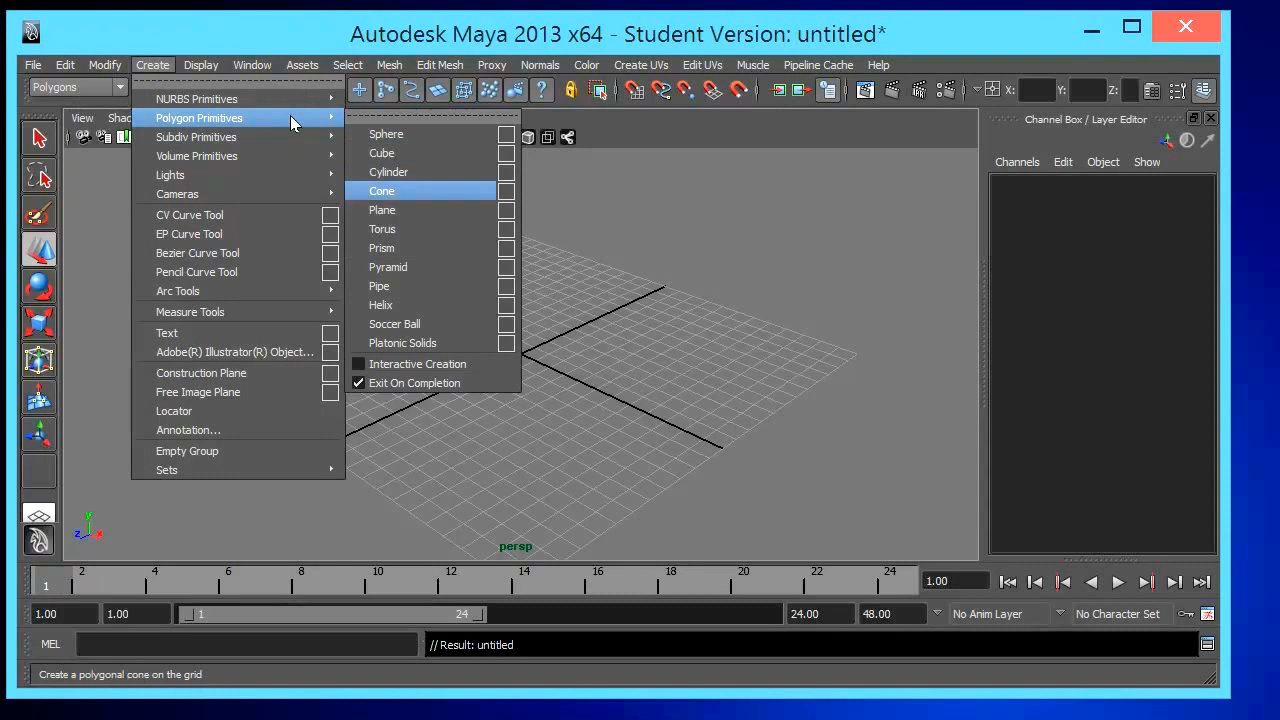 Autodesk Maya 2013 x64 - Student Version: untitled*
File Edit Modify Create Display Window Assets Select Mesh Edit Mesh Proxy Normals Color Create UVs Edit UVs Muscle Pipeline Cache Help
Polygons
X: Y: Z:
View Sha
Channel Box / Layer Editor
Channels Edit Object Show
NURBS Primitives
Polygon Primitives
Subdiv Primitives
Volume Primitives
Lights
Cameras
CV Curve Tool
EP Curve Tool
Bezier Curve Tool
Pencil Curve Tool
Arc Tools
Measure Tools
Text
Adobe(R) Illustrator(R) Object...
Construction Plane
Free Image Plane
Locator
Annotation...
Empty Group
Sets
Sphere
Cube
Cylinder
Cone
Plane
Torus
Prism
Pyramid
Pipe
Helix
Soccer Ball
Platonic Solids
Interactive Creation
Exit On Completion
y
z x
persp
1 2 4 6 8 10 12 14 16 18 20 22 24
1.00
1.00 1.00 1 24 24.00 48.00 No Anim Layer No Character Set
MEL // Result: untitled
Create a polygonal cone on the grid